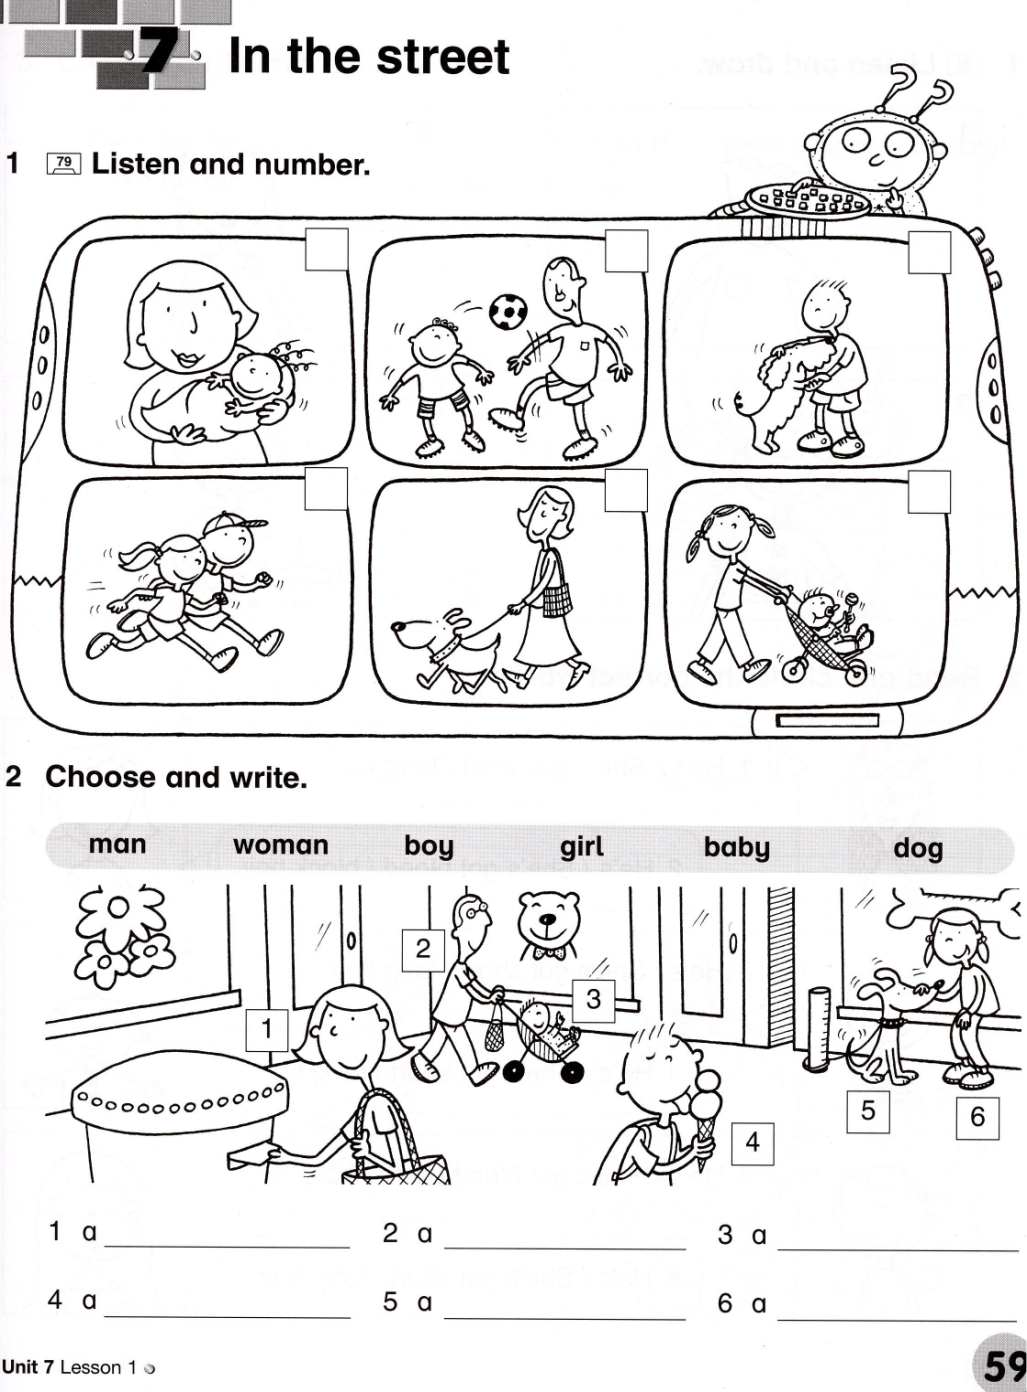 7 In the street
1 79 Listen and number.
2 Choose and write.
man woman boy girl baby dog
1
2
3
4
5
6
1 a 2 a 3 a
4 a 5 a 6 a
Unit 7 Lesson 1
59